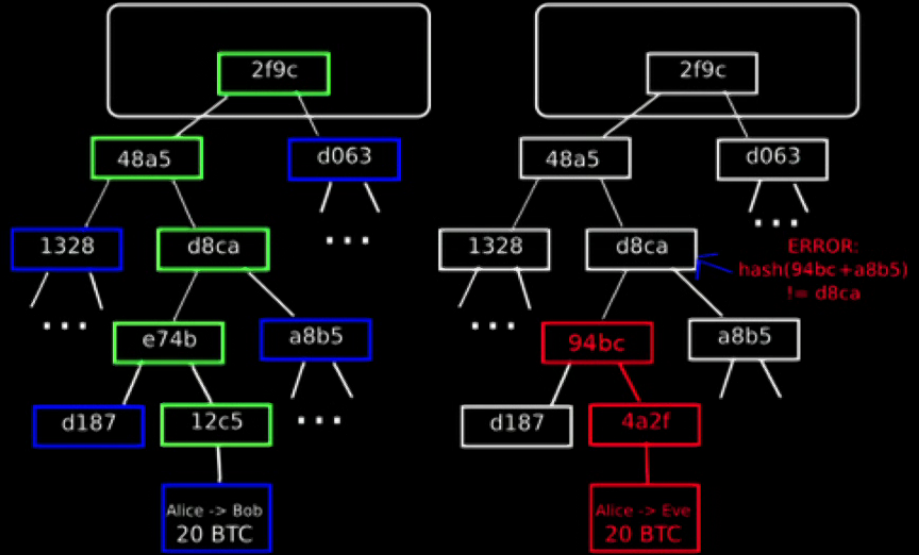 2f9c
48a5
d063
1328
d8ca
...
...
e74b
a8b5
d187
12c5
...
Alice -> Bob
20 BTC
2f9c
48a5
d063
...
1328
d8ca
ERROR:
hash(94bc+a8b5)
!= d8ca
...
94bc
a8b5
d187
4a2f
Alice -> Eve
20 BTC